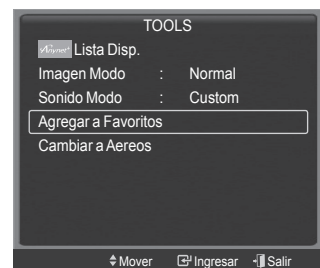 TOOLS
Anynet+ Lista Disp.
Imagen Modo : Normal
Sonido Modo : Custom
Agregar a Favoritos
Cambiar a Aereos
Mover Ingresar Salir